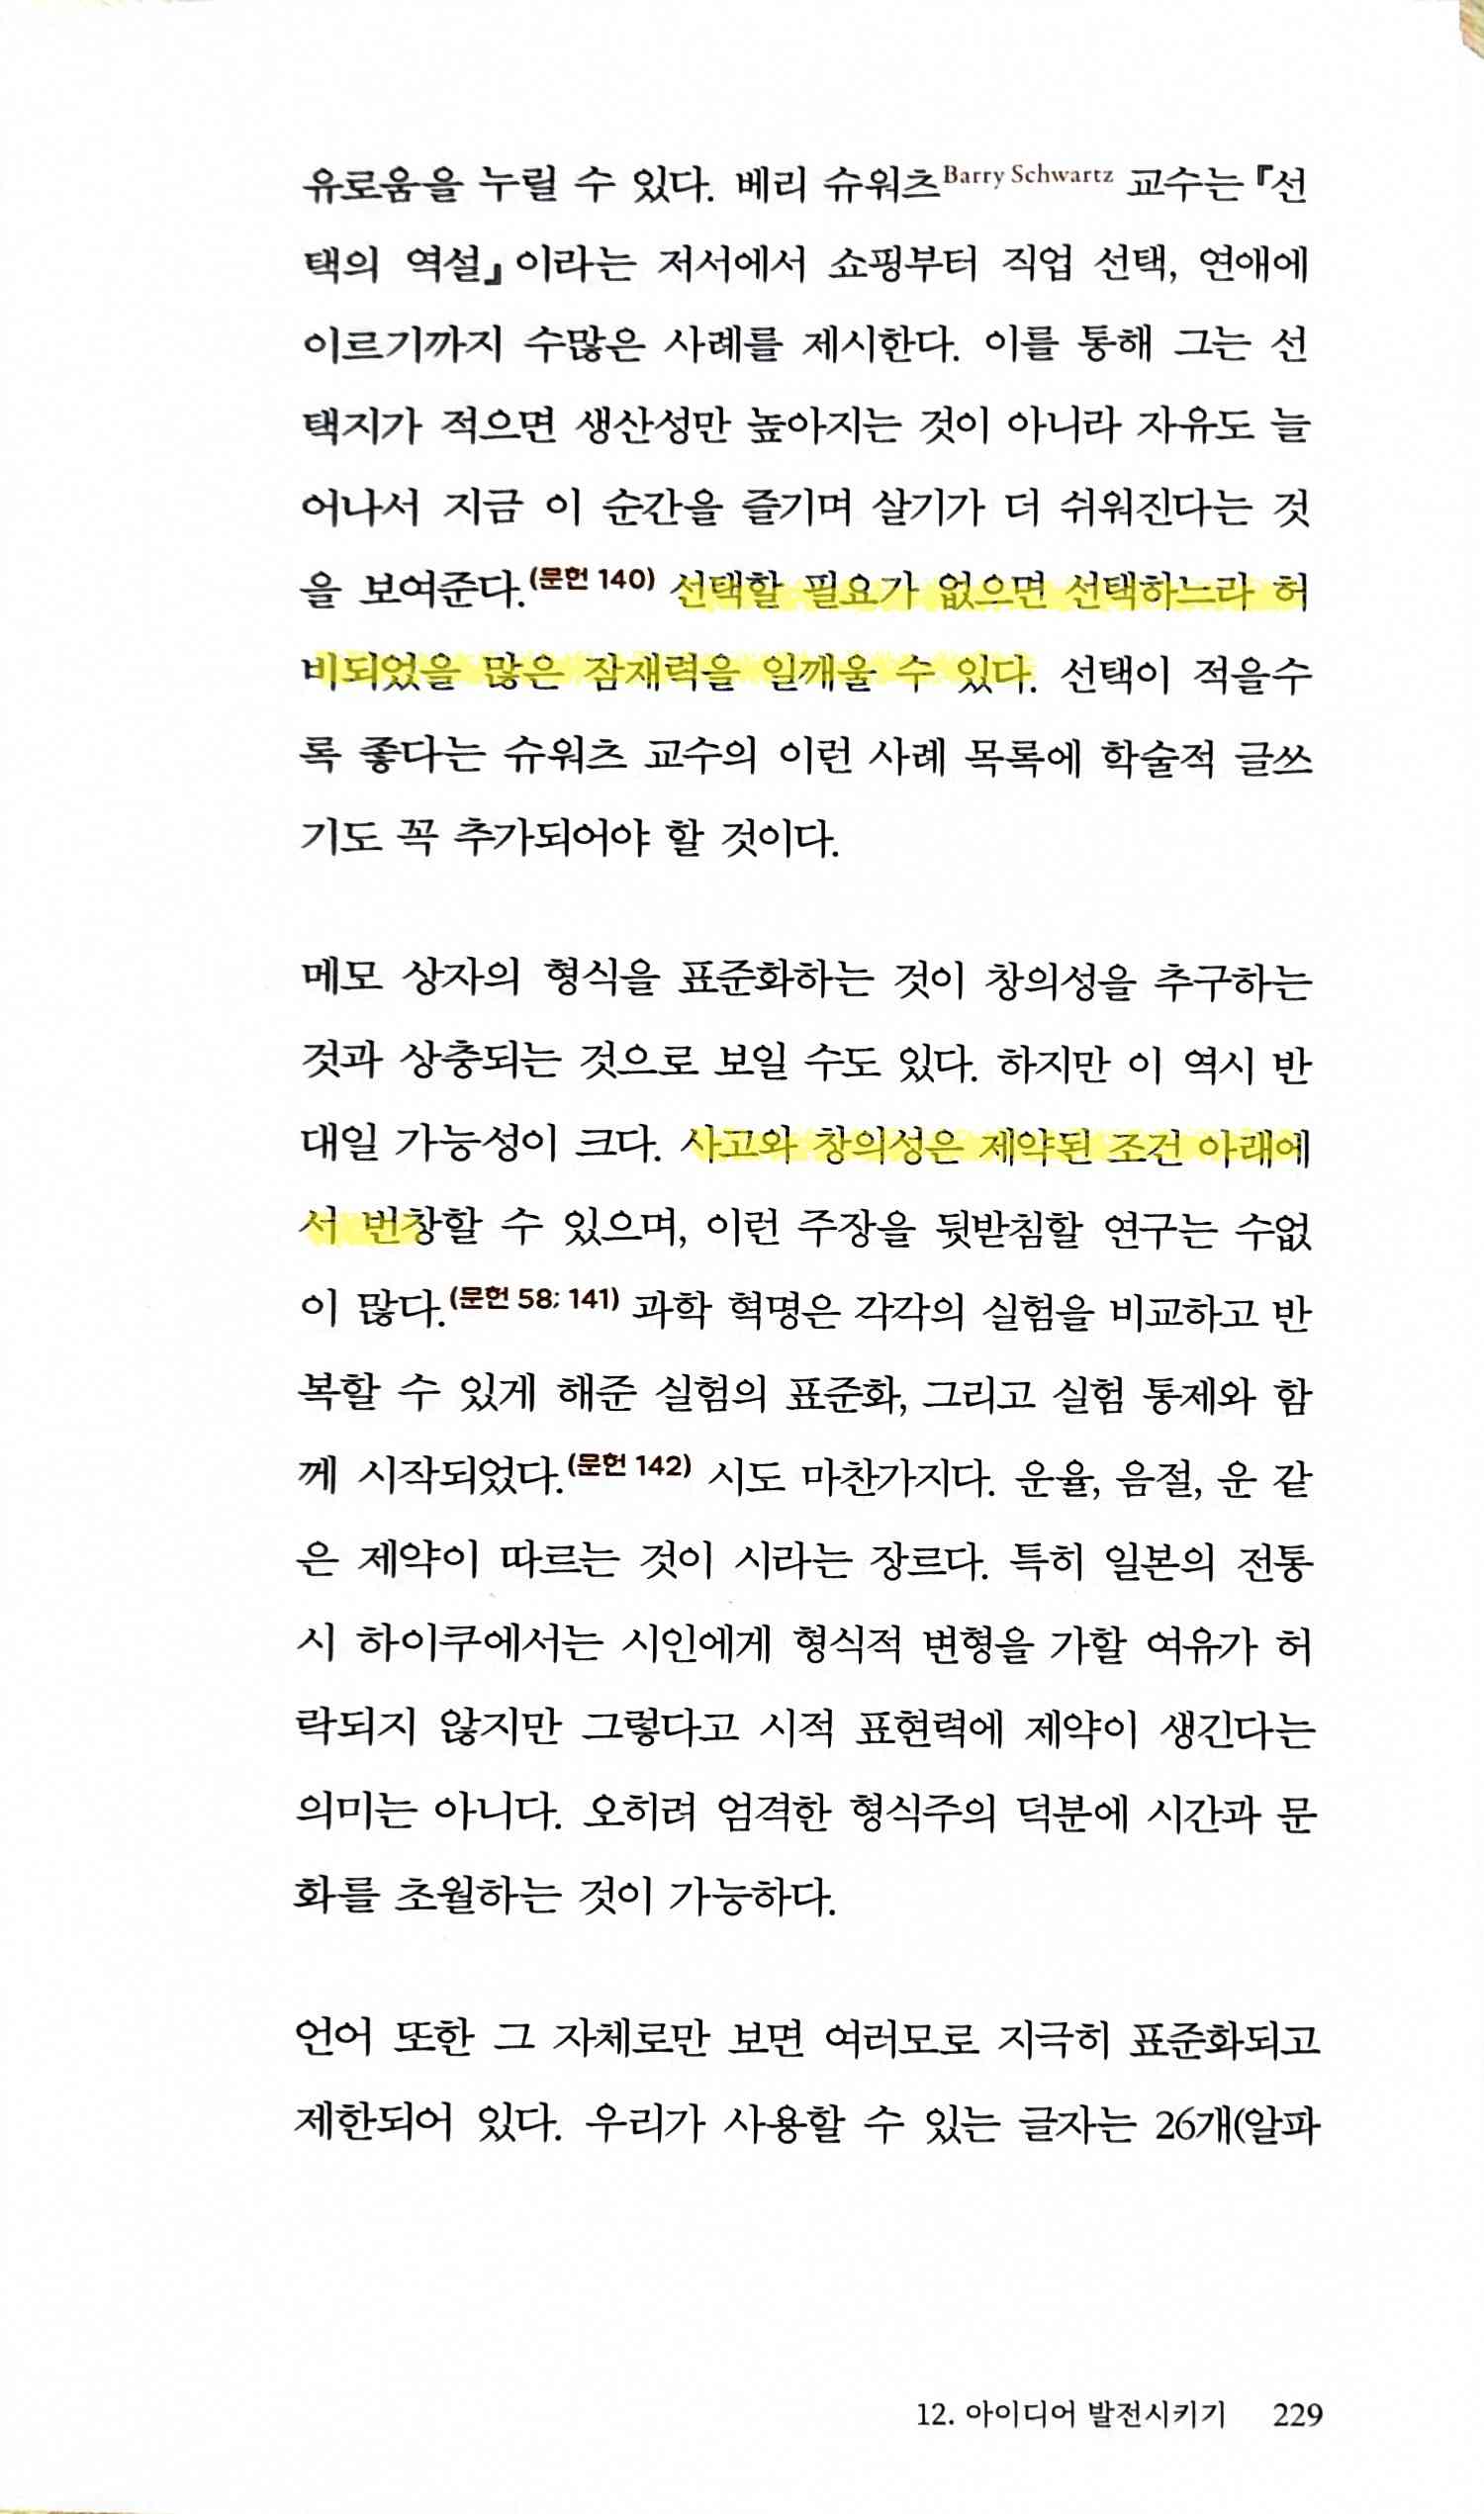 유로움을 누릴 수 있다. 베리 슈워츠Barry Schwartz 교수는 『선
택의 역설』이라는 저서에서 쇼핑부터 직업 선택, 연애에
이르기까지 수많은 사례를 제시한다. 이를 통해 그는 선
택지가 적으면 생산성만 높아지는 것이 아니라 자유도 늘
어나서 지금 이 순간을 즐기며 살기가 더 쉬워진다는 것
을 보여준다.(문헌 140) 선택할 필요가 없으면 선택하느라 허
비되었을 많은 잠재력을 일깨울 수 있다. 선택이 적을수
록 좋다는 슈워츠 교수의 이런 사례 목록에 학술적 글쓰
기도 꼭 추가되어야 할 것이다.
메모 상자의 형식을 표준화하는 것이 창의성을 추구하는
것과 상충되는 것으로 보일 수도 있다. 하지만 이 역시 반
대일 가능성이 크다. 사고와 창의성은 제약된 조건 아래에
서 번창할 수 있으며, 이런 주장을 뒷받침할 연구는 수없
이 많다.(문헌 58; 141) 과학 혁명은 각각의 실험을 비교하고 반
복할 수 있게 해준 실험의 표준화, 그리고 실험 통제와 함
께 시작되었다.(문헌 142) 시도 마찬가지다. 운율, 음절, 운 같
은 제약이 따르는 것이 시라는 장르다. 특히 일본의 전통
시 하이쿠에서는 시인에게 형식적 변형을 가할 여유가 허
락되지 않지만 그렇다고 시적 표현력에 제약이 생긴다는
의미는 아니다. 오히려 엄격한 형식주의 덕분에 시간과 문
화를 초월하는 것이 가능하다.
언어 또한 그 자체로만 보면 여러모로 지극히 표준화되고
제한되어 있다. 우리가 사용할 수 있는 글자는 26개(알파
12. 아이디어 발전시키기 229